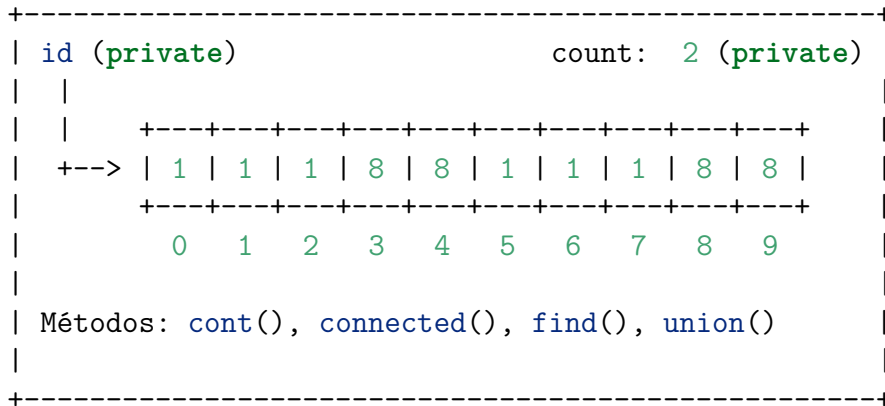 +----------------------------------------------------+
| id (private)                   count:  2 (private)
|  |                                                 |
|  |    +---+---+---+---+---+---+---+---+---+---+    |
|  +--> | 1 | 1 | 1 | 8 | 8 | 1 | 1 | 1 | 8 | 8 |    |
|       +---+---+---+---+---+---+---+---+---+---+    |
|         0   1   2   3   4   5   6   7   8   9      |
|                                                    |
| Métodos: cont(), connected(), find(), union()      |
|                                                    |
+----------------------------------------------------+